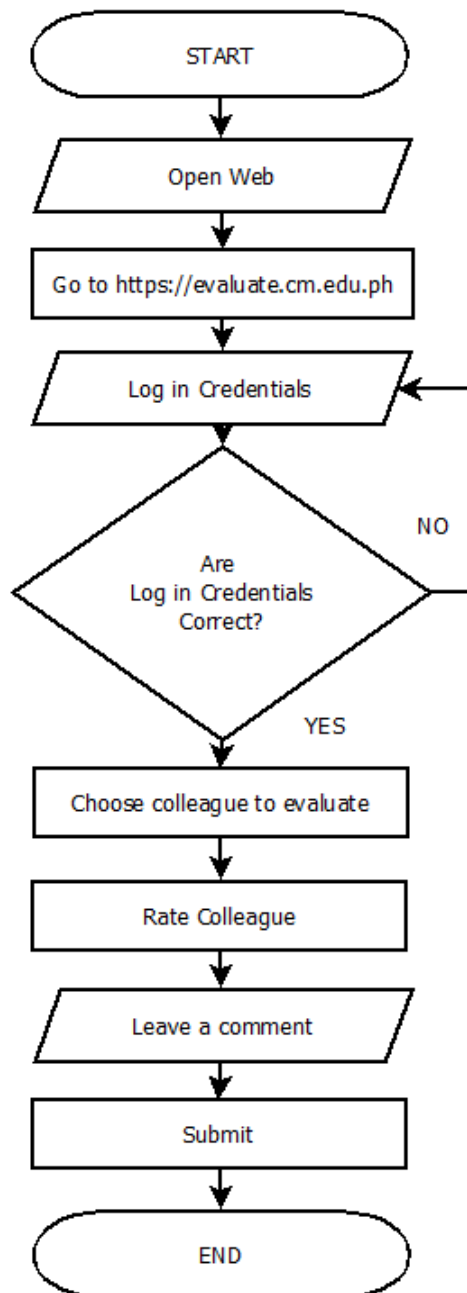 START
Open Web
Go to https://evaluate.cm.edu.ph
Log in Credentials
Are
Log in Credentials
Correct?
NO
YES
Choose colleague to evaluate
Rate Colleague
Leave a comment
Submit
END